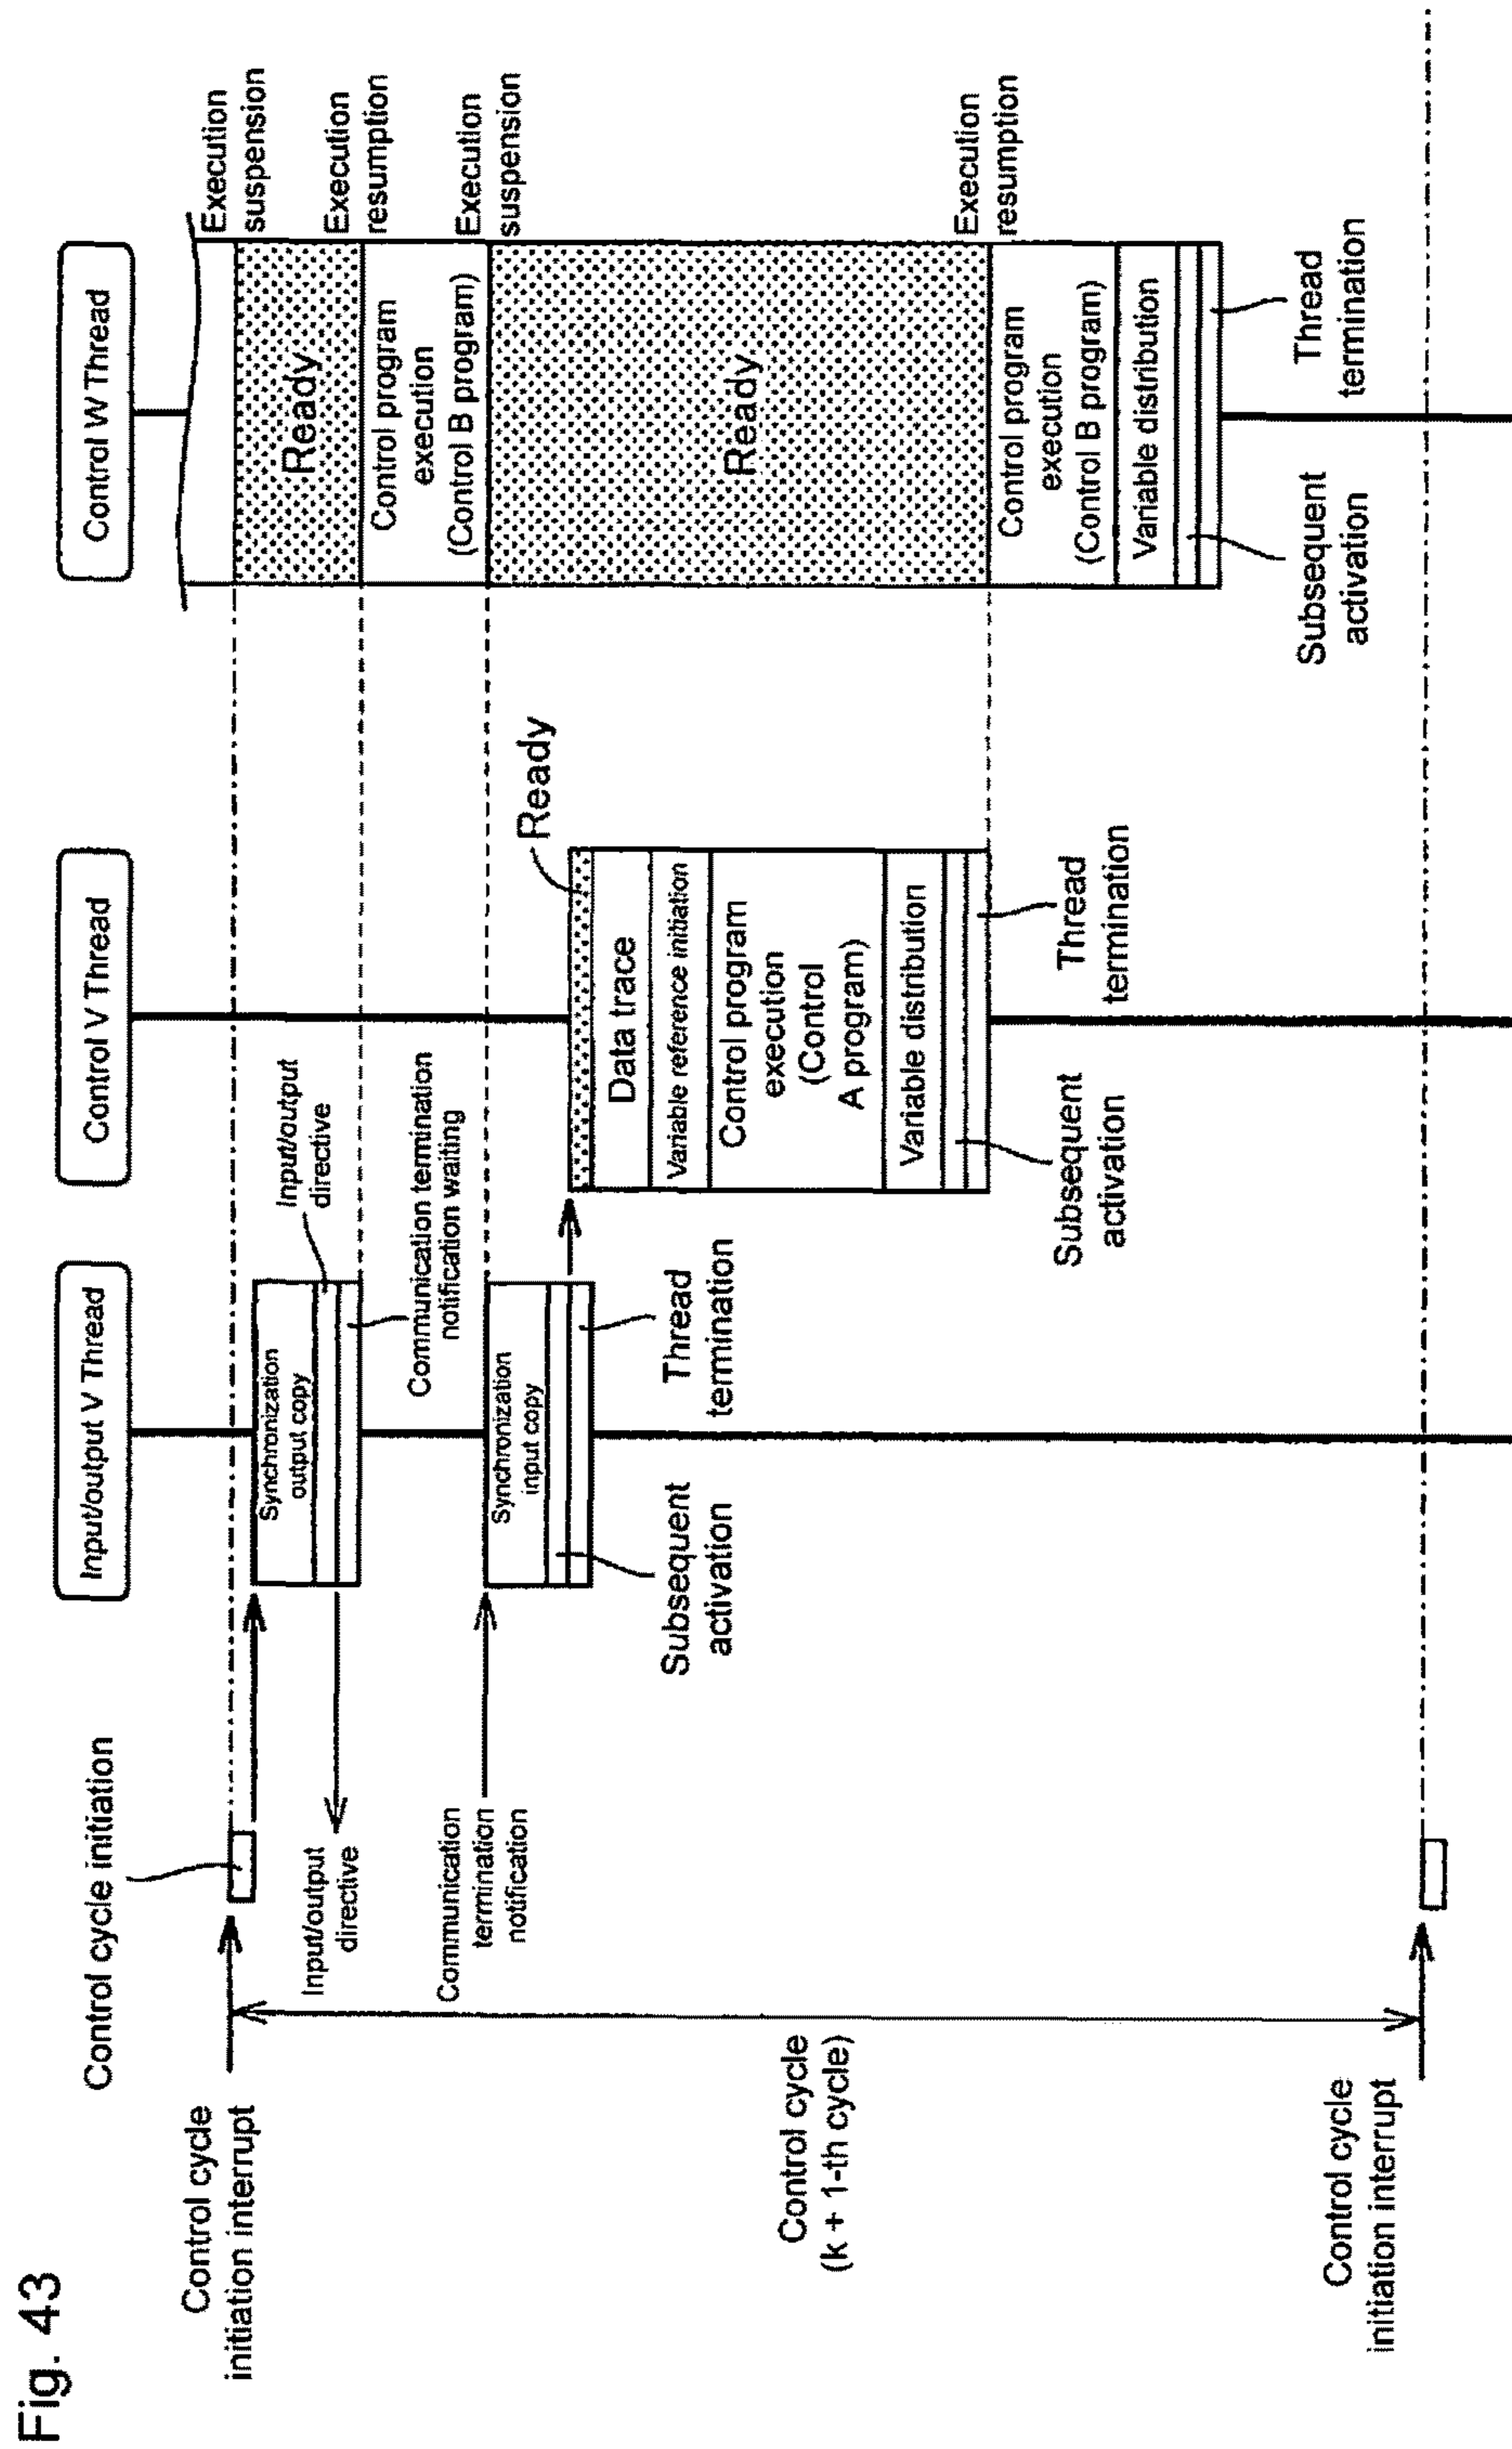 Fig. 43
Control cycle initiation
Input/output V Thread
Control V Thread
Control W Thread
Control cycle
initiation interrupt
Execution
suspension
Synchronization
output copy
Input/output
directive
Ready
Input/output
directive
Execution
resumption
Communication termination
notification waiting
Control program
execution
(Control B program)
Communication
termination
notification
Execution
suspension
Synchronization
input copy
Ready
Subsequent
activation
Thread
termination
Data trace
Variable reference initiation
Control program
execution
(Control
A program)
Variable distribution
Ready
Control cycle
(k + 1-th cycle)
Subsequent
activation
Thread
termination
Execution
resumption
Control program
execution
(Control B program)
Variable distribution
Subsequent
activation
Thread
termination
Control cycle
initiation interrupt